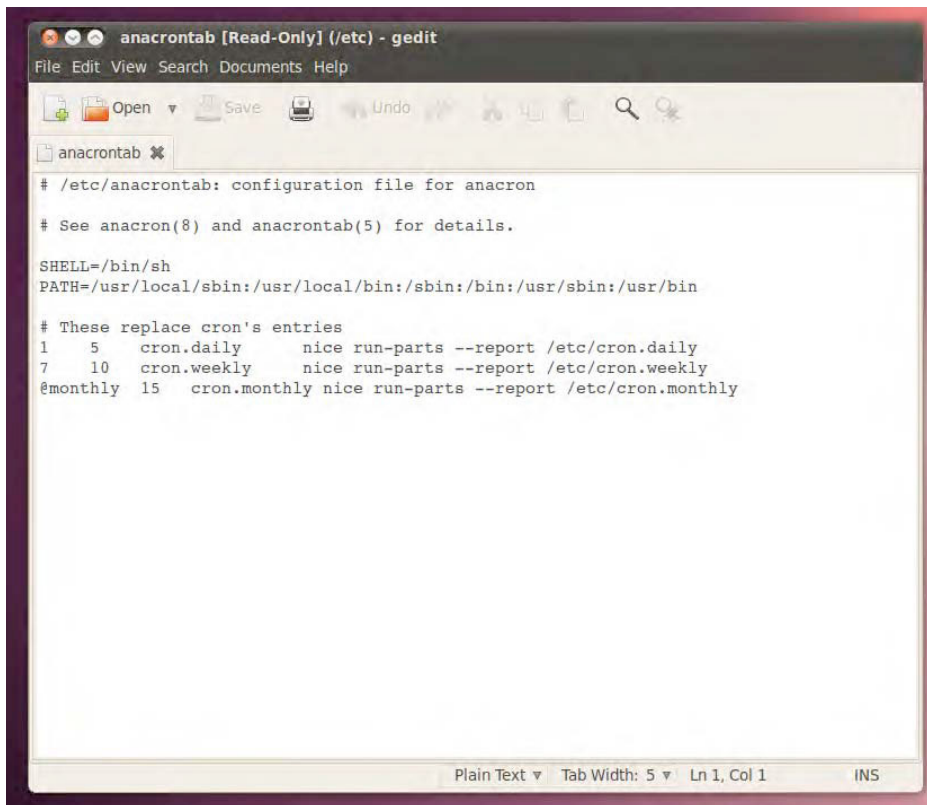 anacrontab [Read-Only] (/etc) - gedit
File Edit View Search Documents Help
Open Save Undo
anacrontab
# /etc/anacrontab: configuration file for anacron
# See anacron(8) and anacrontab(5) for details.
SHELL=/bin/sh
PATH=/usr/local/sbin:/usr/local/bin:/sbin:/bin:/usr/sbin:/usr/bin
# These replace cron's entries
1 5 cron.daily nice run-parts --report /etc/cron.daily
7 10 cron.weekly nice run-parts --report /etc/cron.weekly
@monthly 15 cron.monthly nice run-parts --report /etc/cron.monthly
Plain Text Tab Width: 5 Ln 1, Col 1 INS